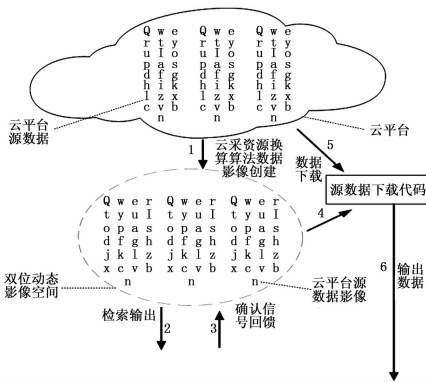 Q w e Q w e Q w e
r t y r t y r t y
u I o u I o u I o
p a s p a s p a s
d f g d f g d f g
h i k h i k h i k
l z x l z x l z x
c v b c v b c v b
n n n
云平台
源数据
云平台
1
云采资源换
算算法数据
影像创建
5
数据
下载
源数据下载代码
Q w e r Q w e r Q w e r
t y u I t y u I t y u I
o p a s o p a s o p a s
d f g h d f g h d f g h
j k l z j k l z j k l z
x c v b x c v b x c v b
n n n
4
6
输出
数据
双位动态
影像空间
云平台源
数据影像
检索输出
2
3
确认信
号回馈